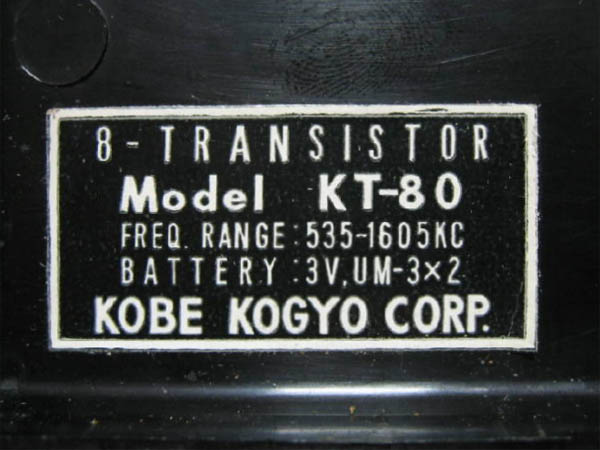 8-TRANSISTOR
Model KT-80
FREQ. RANGE:535-1605KC
BATTERY:3V,UM-3×2
KOBE KOGYO CORP.